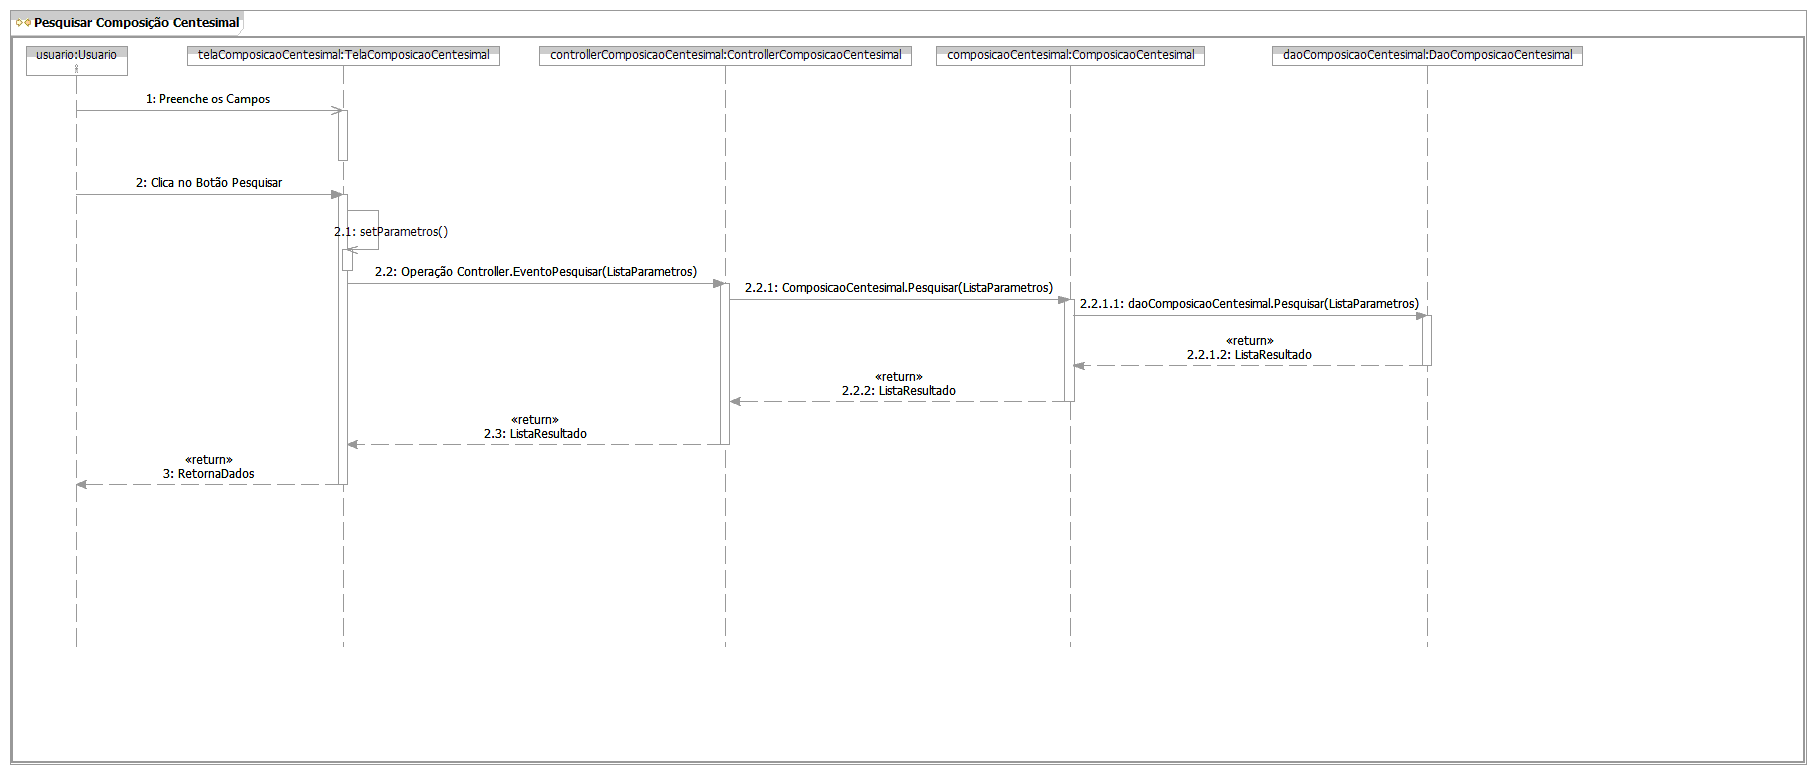 Pesquisar Composição Centesimal
usuario:Usuario
telaComposicaoCentesimal:TelaComposicaoCentesimal
controllerComposicaoCentesimal:ControllerComposicaoCentesimal
composicaoCentesimal:ComposicaoCentesimal
daoComposicaoCentesimal:DaoComposicaoCentesimal
1: Preenche os Campos
2: Clica no Botão Pesquisar
2.1: setParametros()
2.2: Operação Controller.EventoPesquisar(ListaParametros)
2.2.1: ComposicaoCentesimal.Pesquisar(ListaParametros)
2.2.1.1: daoComposicaoCentesimal.Pesquisar(ListaParametros)
«return»
2.2.1.2: ListaResultado
«return»
2.2.2: ListaResultado
«return»
2.3: ListaResultado
«return»
3: RetornaDados